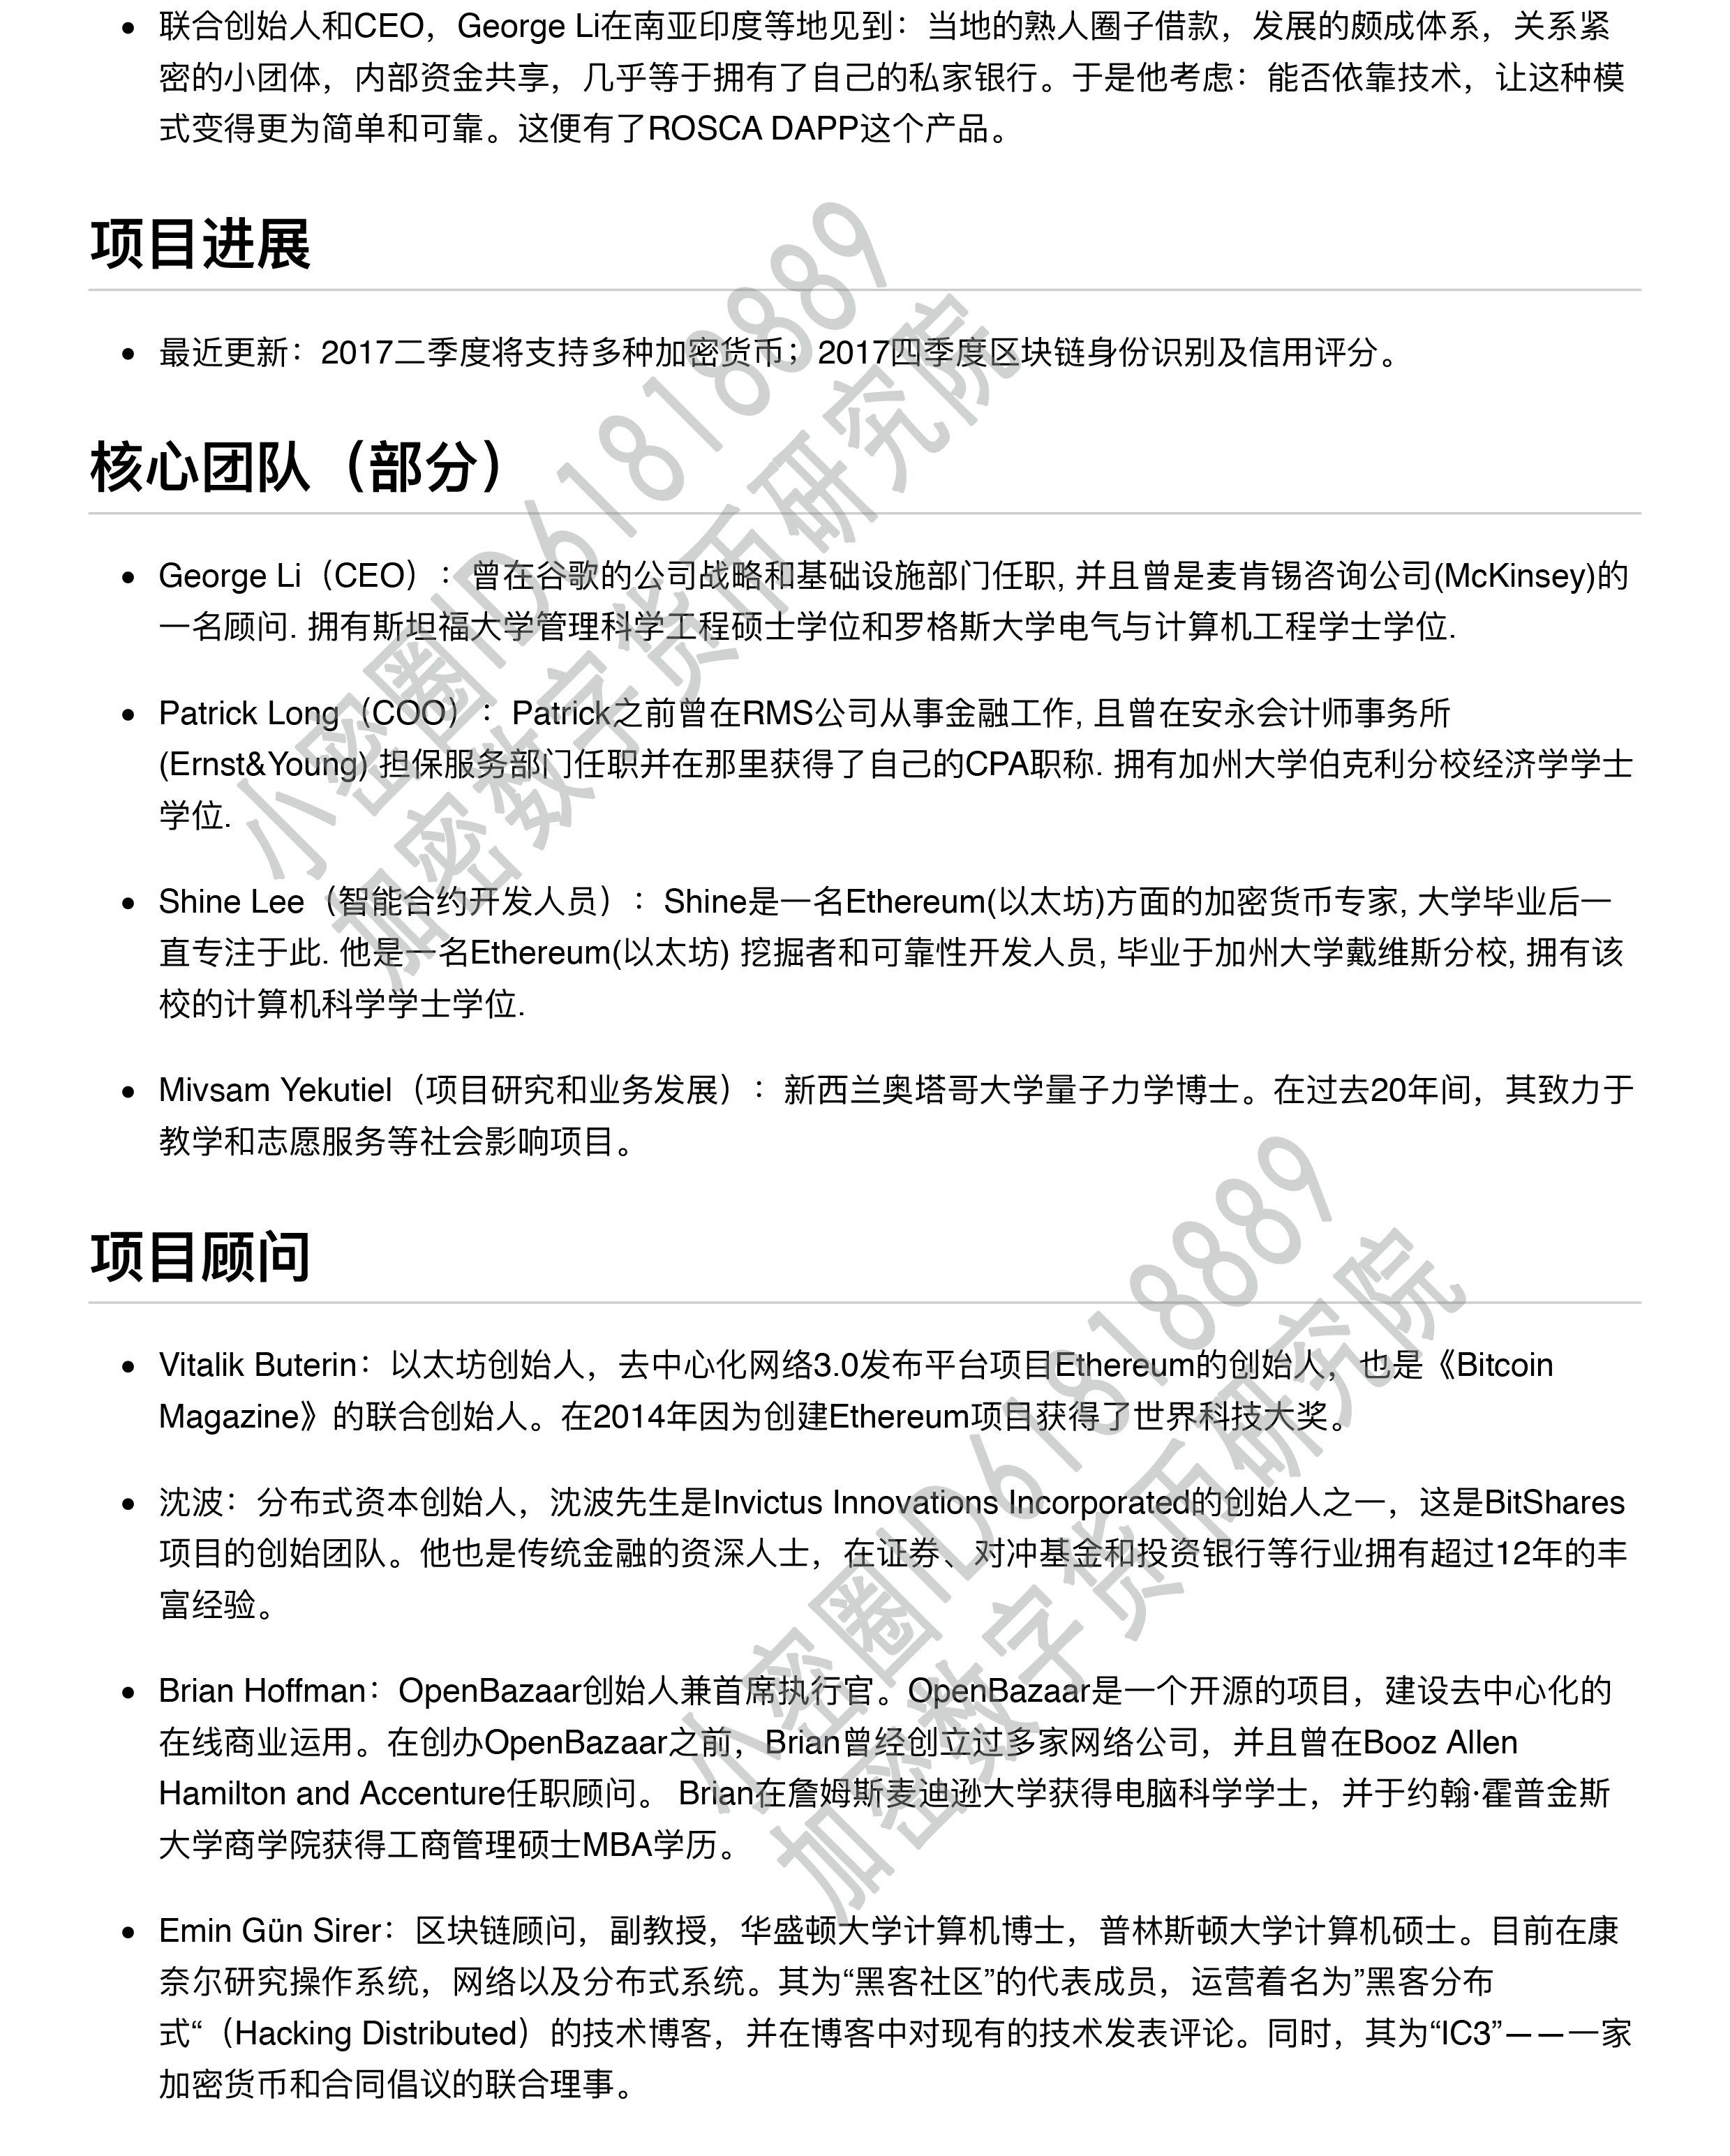 联合创始人和CEO，George Li在南亚印度等地见到：当地的熟人圈子借款，发展的颇成体系，关系紧
密的小团体，内部资金共享，几乎等于拥有了自己的私家银行。于是他考虑：能否依靠技术，让这种模
式变得更为简单和可靠。这便有了ROSCA DAPP这个产品。
项目进展
最近更新：2017二季度将支持多种加密货币；2017四季度区块链身份识别及信用评分。
核心团队（部分）
George Li（CEO）：曾在谷歌的公司战略和基础设施部门任职, 并且曾是麦肯锡咨询公司(McKinsey)的
一名顾问. 拥有斯坦福大学管理科学工程硕士学位和罗格斯大学电气与计算机工程学士学位.
Patrick Long（COO）：Patrick之前曾在RMS公司从事金融工作, 且曾在安永会计师事务所
(Ernst&Young) 担保服务部门任职并在那里获得了自己的CPA职称. 拥有加州大学伯克利分校经济学学士
学位.
Shine Lee（智能合约开发人员）：Shine是一名Ethereum(以太坊)方面的加密货币专家, 大学毕业后一
直专注于此. 他是一名Ethereum(以太坊) 挖掘者和可靠性开发人员, 毕业于加州大学戴维斯分校, 拥有该
校的计算机科学学士学位.
Mivsam Yekutiel（项目研究和业务发展）：新西兰奥塔哥大学量子力学博士。在过去20年间，其致力于
教学和志愿服务等社会影响项目。
项目顾问
Vitalik Buterin：以太坊创始人，去中心化网络3.0发布平台项目Ethereum的创始人，也是《Bitcoin
Magazine》的联合创始人。在2014年因为创建Ethereum项目获得了世界科技大奖。
沈波：分布式资本创始人，沈波先生是Invictus Innovations Incorporated的创始人之一，这是BitShares
项目的创始团队。他也是传统金融的资深人士，在证券、对冲基金和投资银行等行业拥有超过12年的丰
富经验。
Brian Hoffman：OpenBazaar创始人兼首席执行官。OpenBazaar是一个开源的项目，建设去中心化的
在线商业运用。在创办OpenBazaar之前，Brian曾经创立过多家网络公司，并且曾在Booz Allen
Hamilton and Accenture任职顾问。 Brian在詹姆斯麦迪逊大学获得电脑科学学士，并于约翰·霍普金斯
大学商学院获得工商管理硕士MBA学历。
Emin Gün Sirer：区块链顾问，副教授，华盛顿大学计算机博士，普林斯顿大学计算机硕士。目前在康
奈尔研究操作系统，网络以及分布式系统。其为“黑客社区”的代表成员，运营着名为”黑客分布
式“（Hacking Distributed）的技术博客，并在博客中对现有的技术发表评论。同时，其为“IC3”——一家
加密货币和合同倡议的联合理事。
小密圈ID61818889
加密数字货币研究院
小密圈ID61818889
加密数字货币研究院